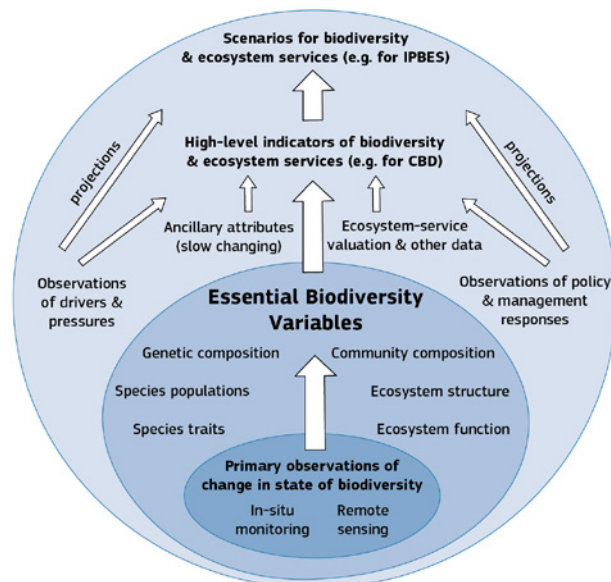 Scenarios for biodiversity
& ecosystem services (e.g. for IPBES)
projections
projections
High-level indicators of biodiversity
& ecosystem services (e.g. for CBD)
Ancillary attributes
(slow changing)
Ecosystem-service
valuation & other data
Observations
of drivers &
pressures
Observations of policy
& management
responses
Essential Biodiversity
Variables
Genetic composition
Community composition
Species populations
Ecosystem structure
Species traits
Ecosystem function
Primary observations of
change in state of biodiversity
In-situ
monitoring
Remote
sensing